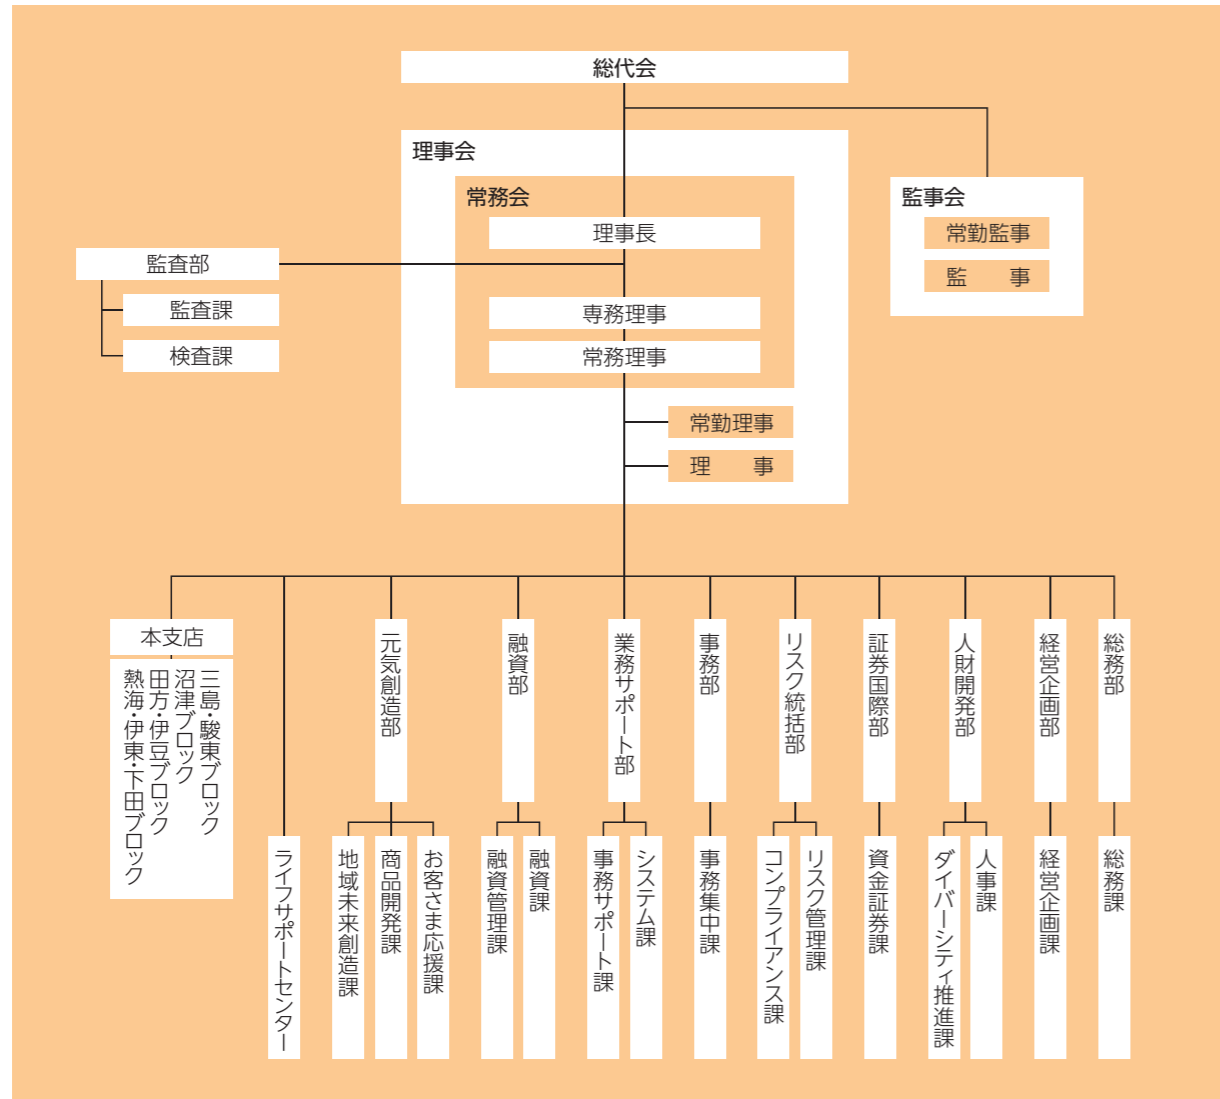 総代会
理事会
常務会
理事長
専務理事
常務理事
常勤理事
理　　事
監事会
常勤監事
監　　事
監査部
監査課
検査課
本支店
三島・駿東ブロック
沼津ブロック
田方・伊豆ブロック
熱海・伊東・下田ブロック
ライフサポートセンター
元気創造部
地域未来創造課
商品開発課
お客さま応援課
融資部
融資管理課
融資課
業務サポート部
事務サポート課
システム課
事務部
事務集中課
リスク統括部
コンプライアンス課
リスク管理課
証券国際部
資金証券課
人財開発部
ダイバーシティ推進課
人事課
経営企画部
経営企画課
総務部
総務課